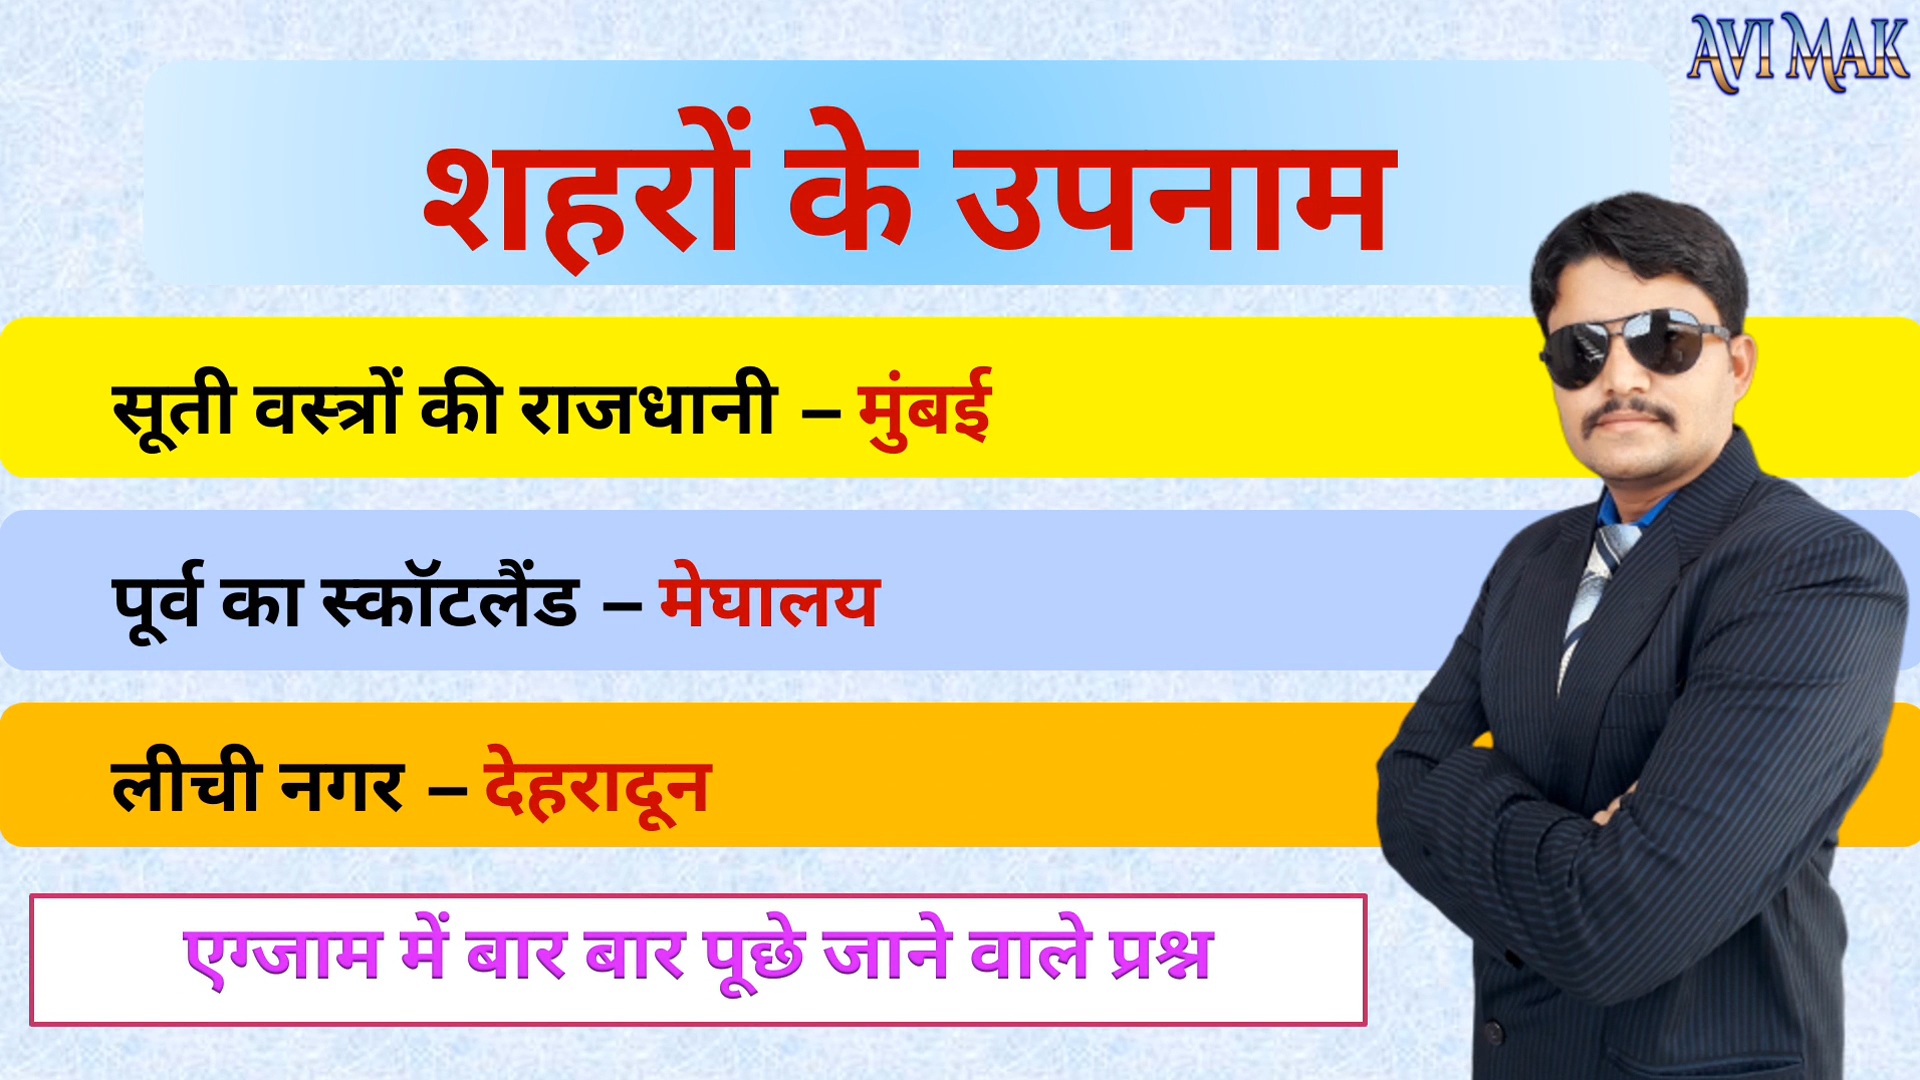 AVI MAK
शहरों के उपनाम
सूती वस्त्रों की राजधानी – मुंबई
पूर्व का स्कॉटलैंड – मेघालय
लीची नगर – देहरादून
एग्जाम में बार बार पूछे जाने वाले प्रश्न